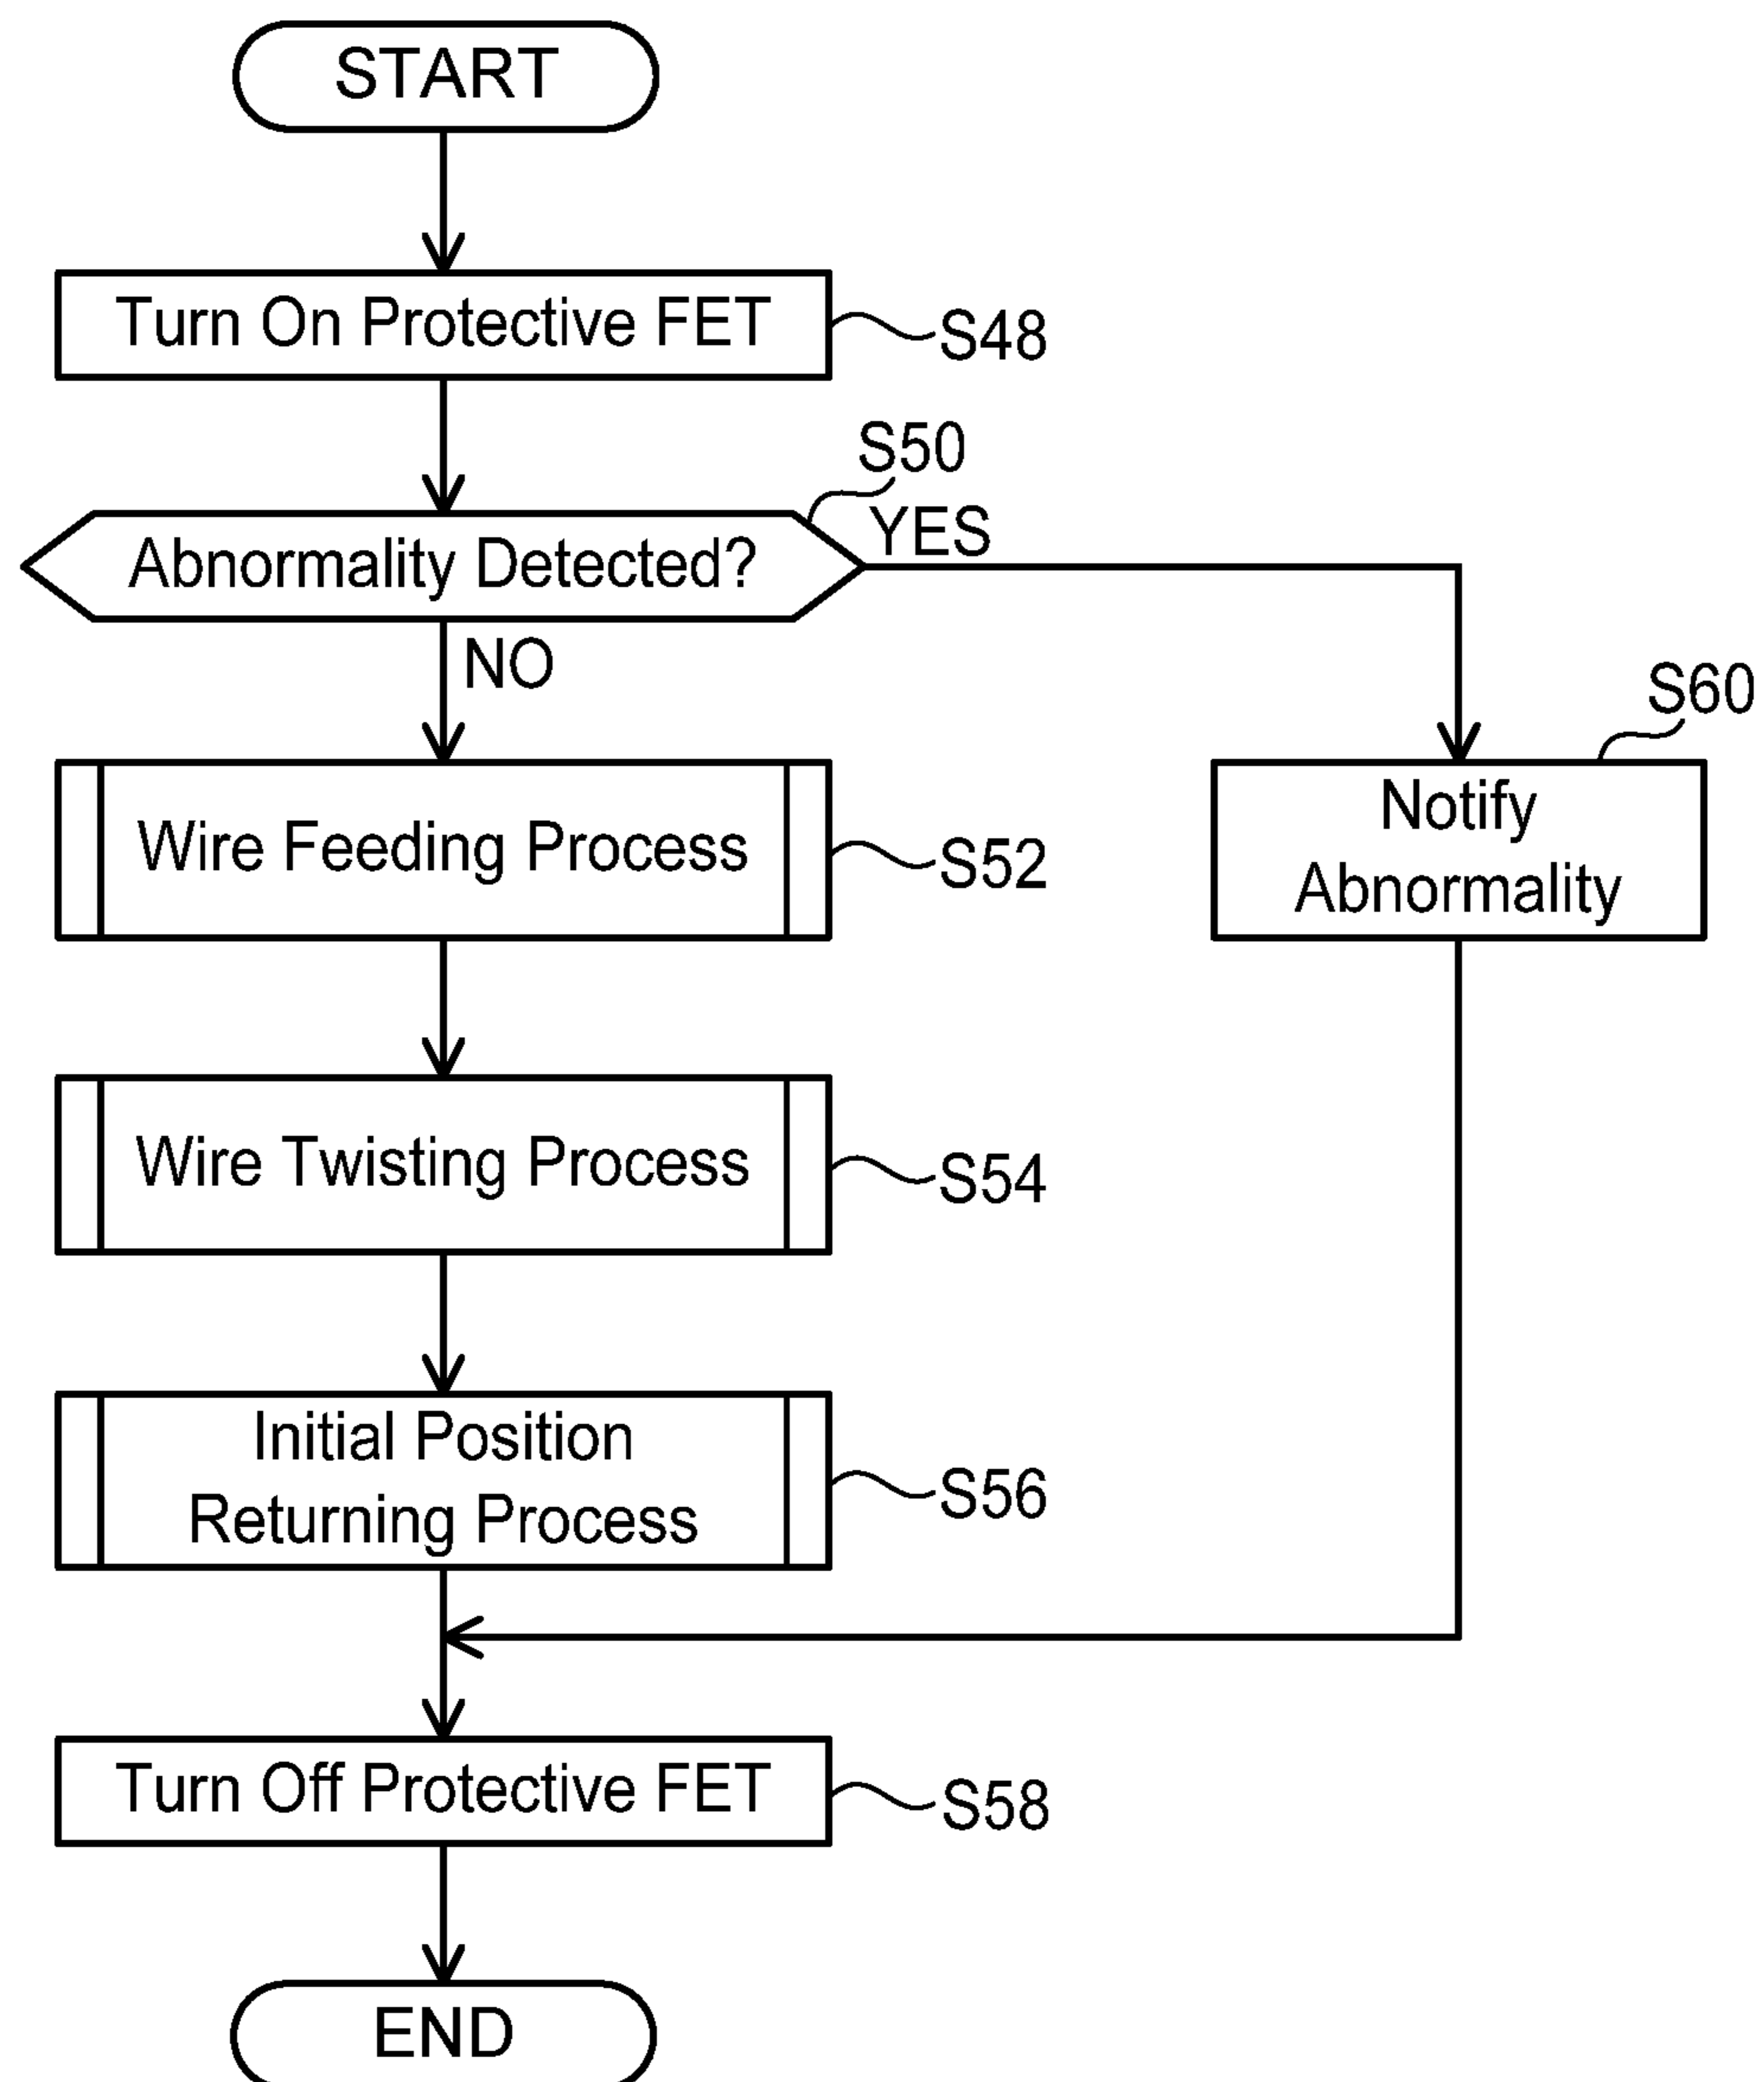 START
Turn On Protective FET
S48
S50
Abnormality Detected?
YES
NO
S60
Wire Feeding Process
S52
Notify
Abnormality
Wire Twisting Process
S54
Initial Position
Returning Process
S56
Turn Off Protective FET
S58
END